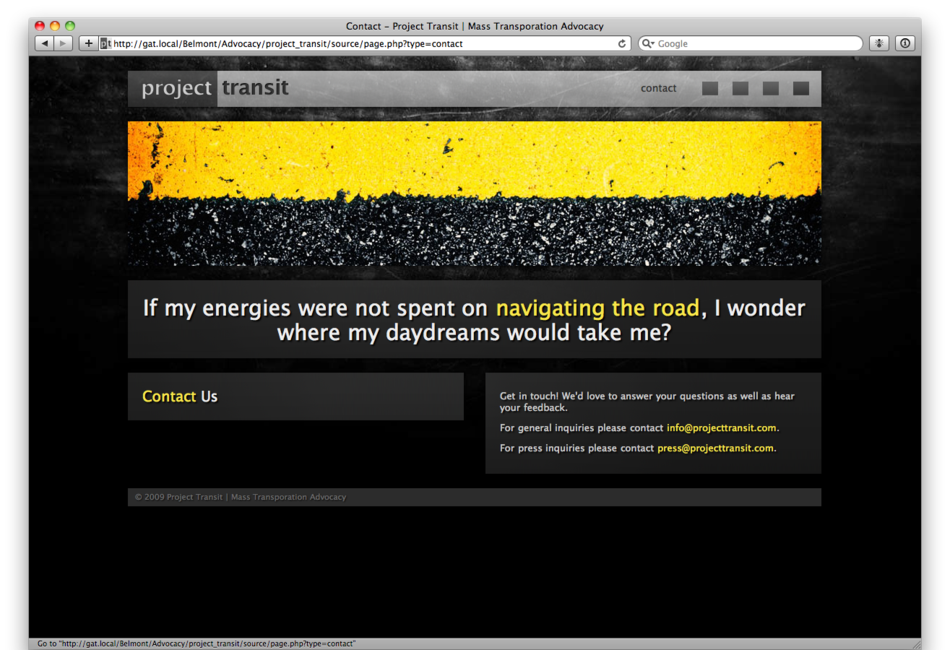 Contact – Project Transit | Mass Transporation Advocacy
http://gat.local/Belmont/Advocacy/project_transit/source/page.php?type=contact
Google
project transit
contact
If my energies were not spent on navigating the road, I wonder
where my daydreams would take me?
Contact Us
Get in touch! We'd love to answer your questions as well as hear
your feedback.
For general inquiries please contact info@projecttransit.com.
For press inquiries please contact press@projecttransit.com.
© 2009 Project Transit | Mass Transporation Advocacy
Go to "http://gat.local/Belmont/Advocacy/project_transit/source/page.php?type=contact"